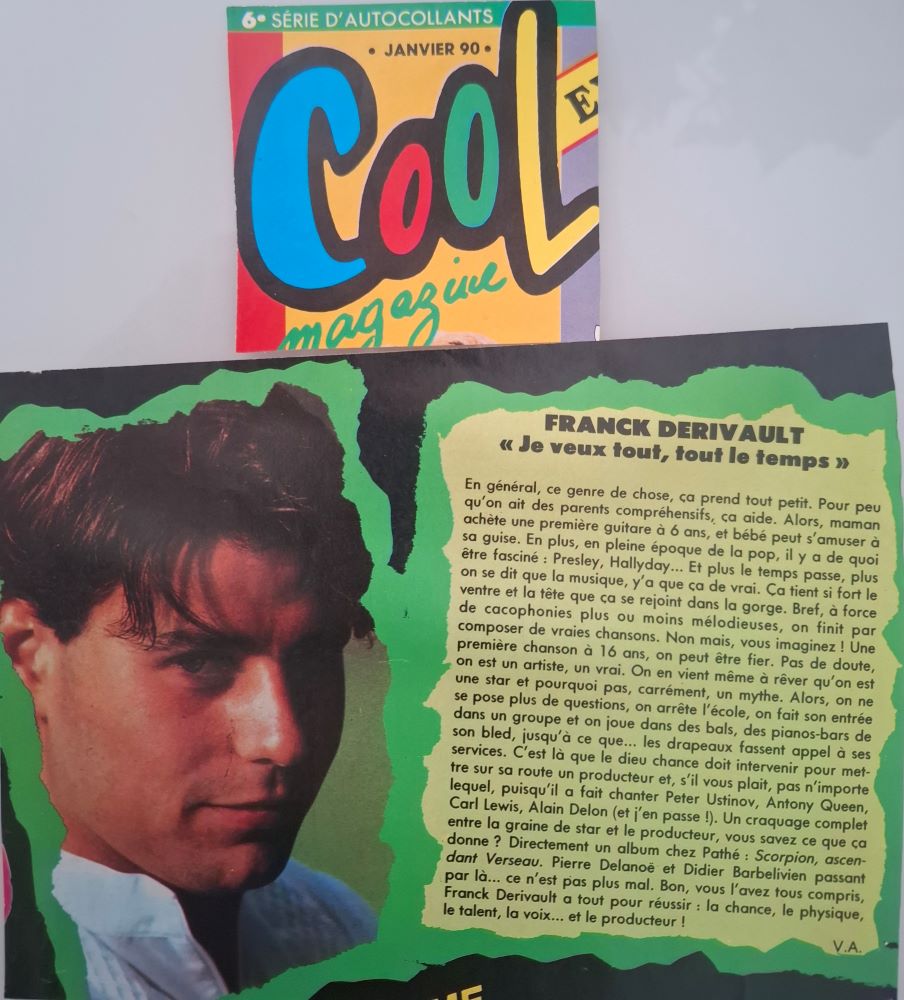 6e SÉRIE D'AUTOCOLLANTS
• JANVIER 90 •
COOL
magazine
FRANCK DERIVAULT
« Je veux tout, tout le temps »
En général, ce genre de chose, ça prend tout petit. Pour peu
qu'on ait des parents compréhensifs, ça aide. Alors, maman
achète une première guitare à 6 ans, et bébé peut s'amuser à
sa guise. En plus, en pleine époque de la pop, il y a de quoi
être fasciné : Presley, Hallyday... Et plus le temps passe, plus
on se dit que la musique, y'a que ça de vrai. Ça tient si fort le
ventre et la tête que ça se rejoint dans la gorge. Bref, à force
de cacophonies plus ou moins mélodieuses, on finit par
composer de vraies chansons. Non mais, vous imaginez ! Une
première chanson à 16 ans, on peut être fier. Pas de doute,
on est un artiste, un vrai. On en vient même à rêver qu'on est
une star et pourquoi pas, carrément, un mythe. Alors, on ne
se pose plus de questions, on arrête l'école, on fait son entrée
dans un groupe et on joue dans des bals, des pianos-bars de
son bled, jusqu'à ce que... les drapeaux fassent appel à ses
services. C'est là que le dieu chance doit intervenir pour met-
tre sur sa route un producteur et, s'il vous plait, pas n'importe
lequel, puisqu'il a fait chanter Peter Ustinov, Antony Queen,
Carl Lewis, Alain Delon (et j'en passe !). Un craquage complet
entre la graine de star et le producteur, vous savez ce que ça
donne ? Directement un album chez Pathé : Scorpion, ascen-
dant Verseau. Pierre Delanoë et Didier Barbelivien passant
par là... ce n'est pas plus mal. Bon, vous l'avez tous compris,
Franck Derivault a tout pour réussir : la chance, le physique,
le talent, la voix... et le producteur !
V.A.